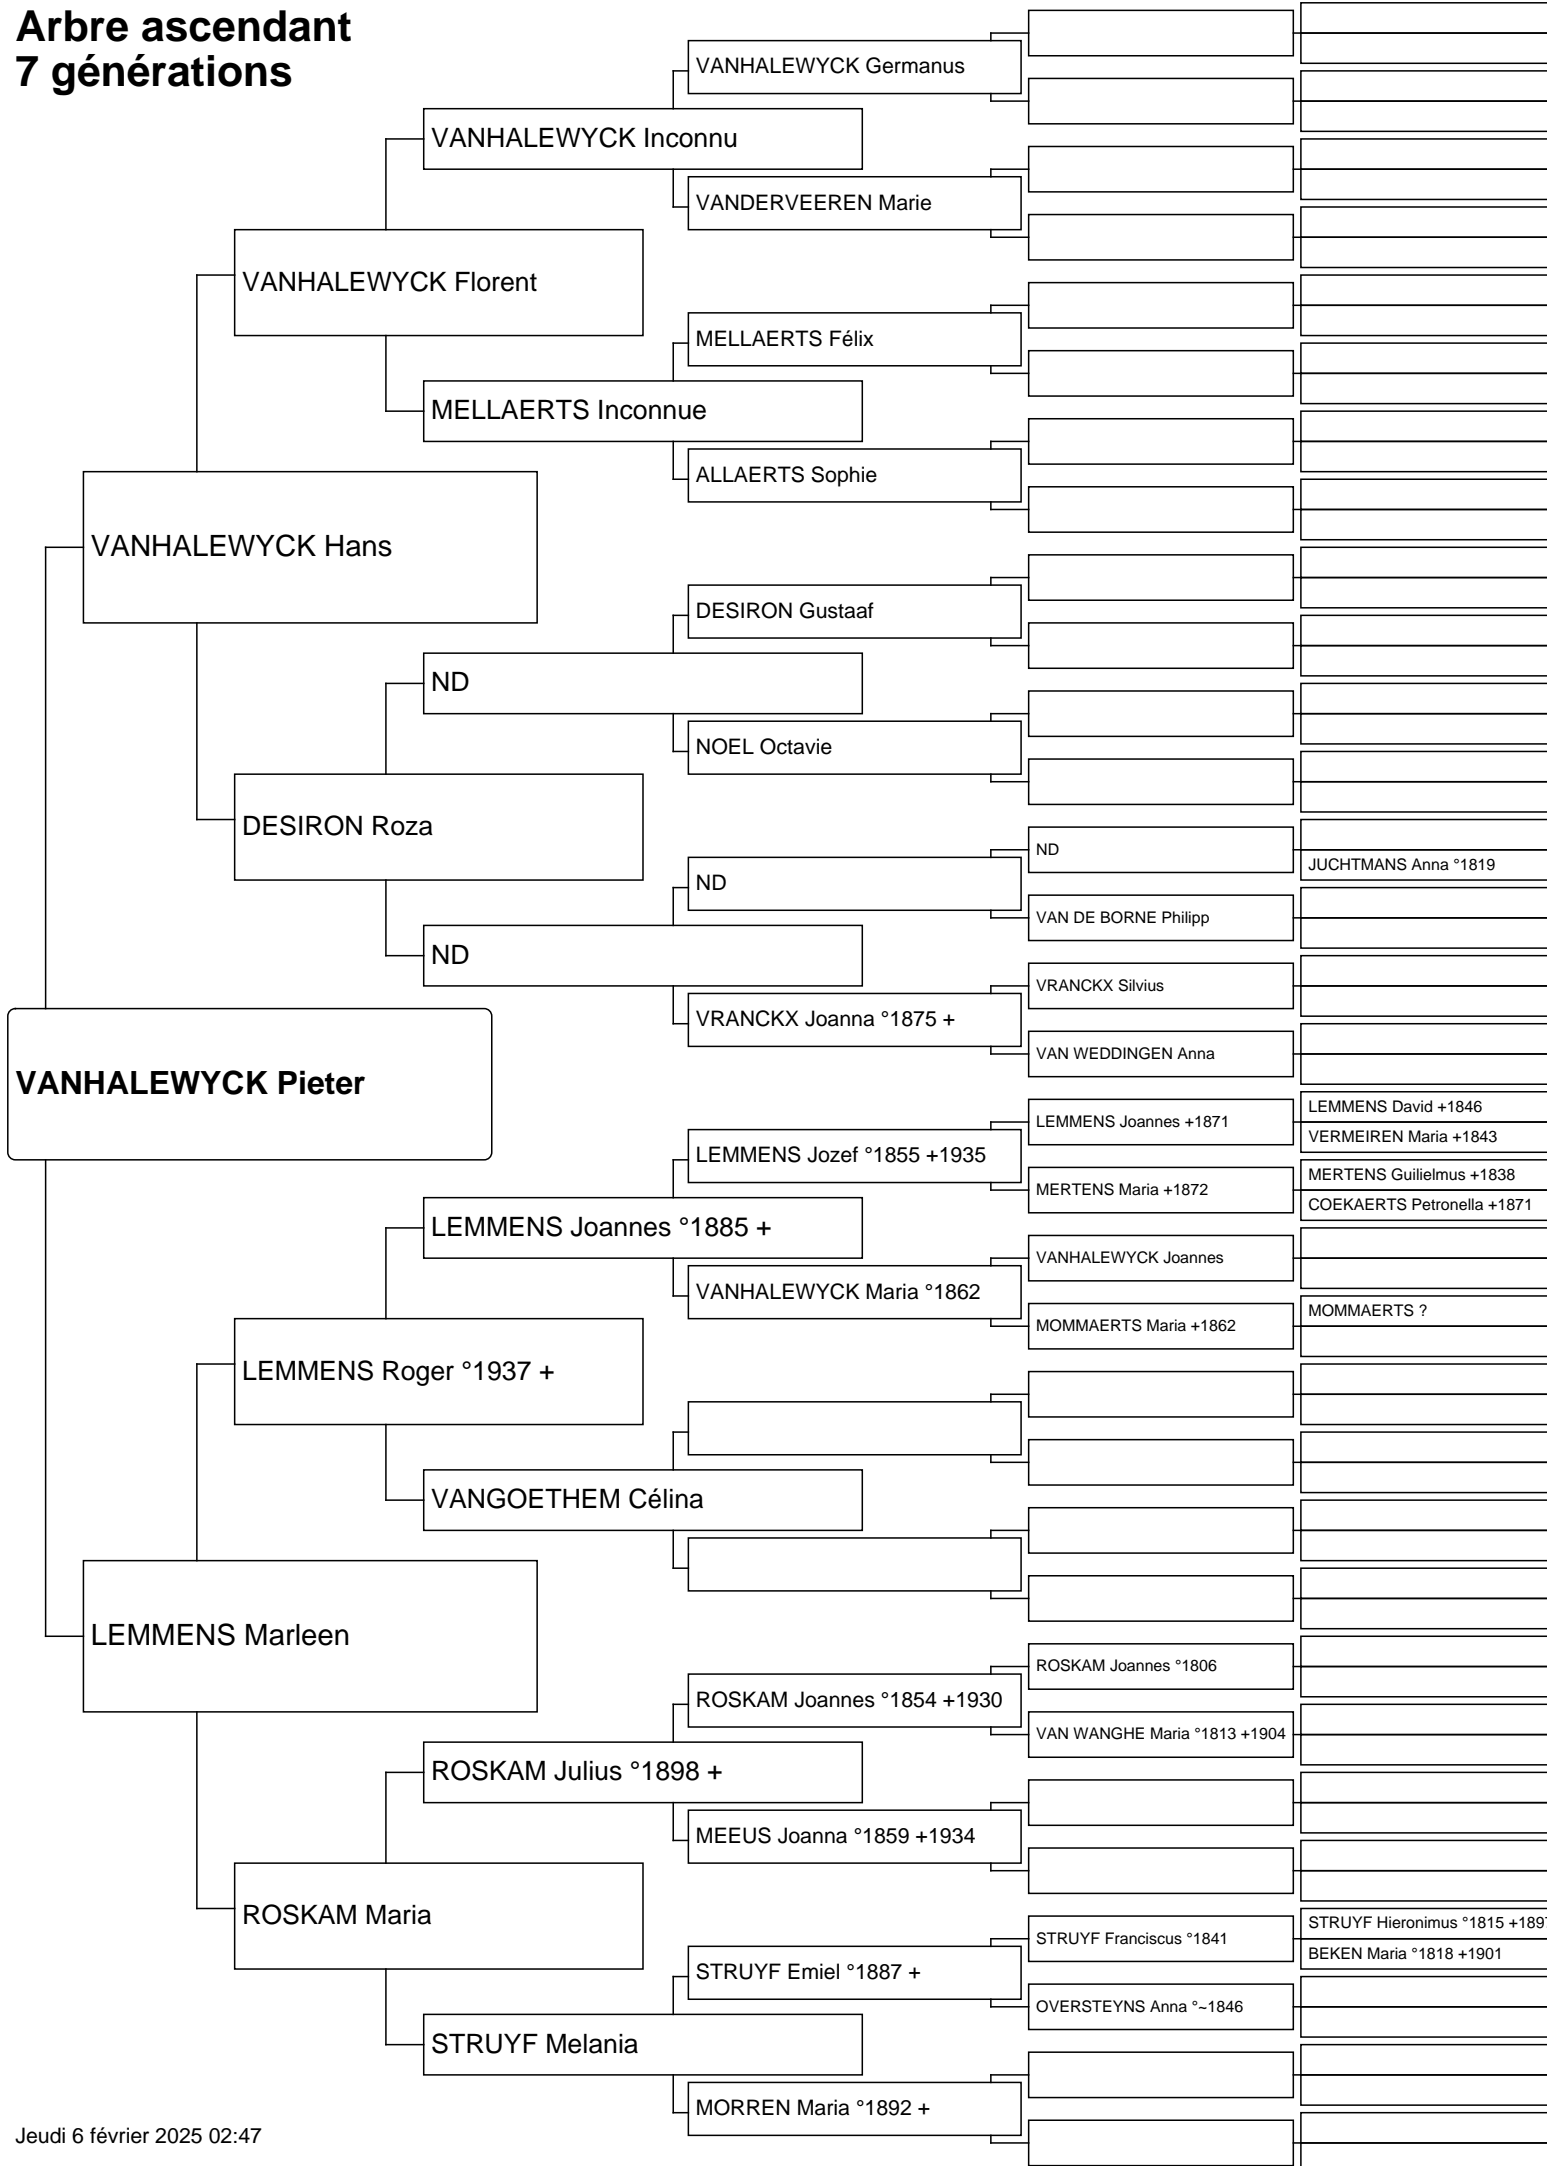 Arbre ascendant
7 générations
VANHALEWYCK Germanus
VANHALEWYCK Inconnu
VANDERVEEREN Marie
VANHALEWYCK Florent
MELLAERTS Félix
MELLAERTS Inconnue
ALLAERTS Sophie
VANHALEWYCK Hans
DESIRON Gustaaf
ND
NOEL Octavie
DESIRON Roza
ND
JUCHTMANS Anna °1819
ND
VAN DE BORNE Philipp
ND
VRANCKX Silvius
VRANCKX Joanna °1875 +
VAN WEDDINGEN Anna
VANHALEWYCK Pieter
LEMMENS David +1846
LEMMENS Joannes +1871
VERMEIREN Maria +1843
LEMMENS Jozef °1855 +1935
MERTENS Guilielmus +1838
MERTENS Maria +1872
COEKAERTS Petronella +1871
LEMMENS Joannes °1885 +
VANHALEWYCK Joannes
VANHALEWYCK Maria °1862
MOMMAERTS ?
MOMMAERTS Maria +1862
LEMMENS Roger °1937 +
VANGOETHEM Célina
LEMMENS Marleen
ROSKAM Joannes °1806
ROSKAM Joannes °1854 +1930
VAN WANGHE Maria °1813 +1904
ROSKAM Julius °1898 +
MEEUS Joanna °1859 +1934
ROSKAM Maria
STRUYF Hieronimus °1815 +1897
STRUYF Franciscus °1841
BEKEN Maria °1818 +1901
STRUYF Emiel °1887 +
OVERSTEYNS Anna °~1846
STRUYF Melania
MORREN Maria °1892 +
Jeudi 6 février 2025 02:47